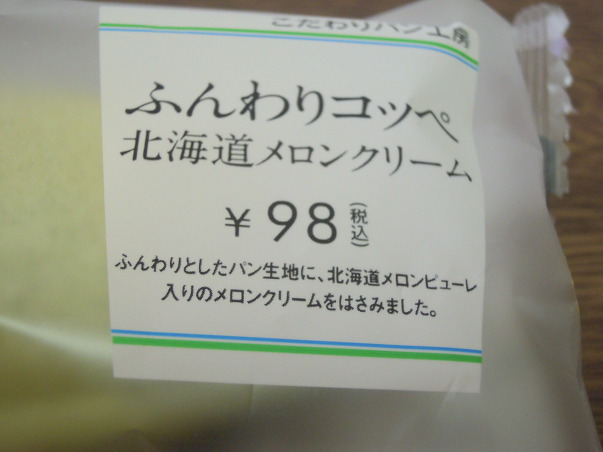 こだわりパン工房
ふんわりコッペ
北海道メロンクリーム
￥98(税込)
ふんわりとしたパン生地に、北海道メロンピューレ
入りのメロンクリームをはさみました。